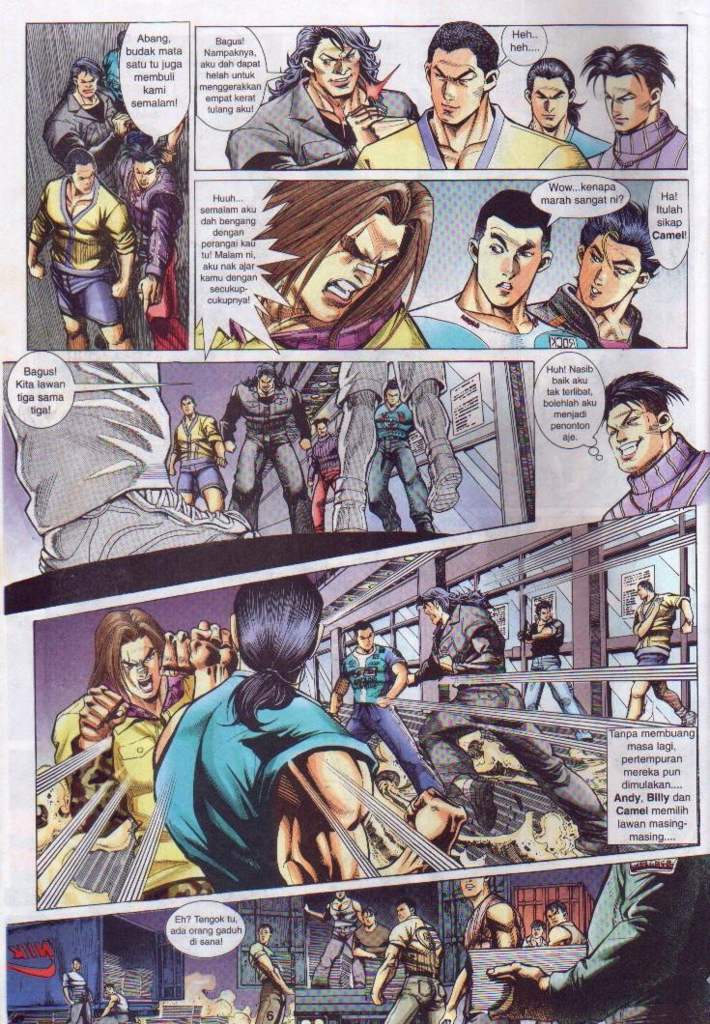 Abang,
budak mata
satu tu juga
membuli
kami
semalam!
Bagus!
Nampaknya,
aku dah dapat
helah untuk
menggerakkan
empat kerat
tulang aku!
Heh..
heh....
Huuh...
semalam aku
dah bengang
dengan
perangai kau
ni! Malam ni,
aku nak ajar
kamu dengan
secukup-
cukupnya!
Wow...kenapa
marah sangat ni?
Ha!
Itulah
sikap
Camel!
Bagus!
Kita lawan
tiga sama
tiga!
Huh! Nasib
baik aku
tak terlibat,
bolehlah aku
menjadi
penonton
aje.
Tanpa membuang
masa lagi,
pertempuran
mereka pun
dimulakan....
Andy, Billy dan
Camel memilih
lawan masing-
masing....
Eh? Tengok tu,
ada orang gaduh
di sana!
6